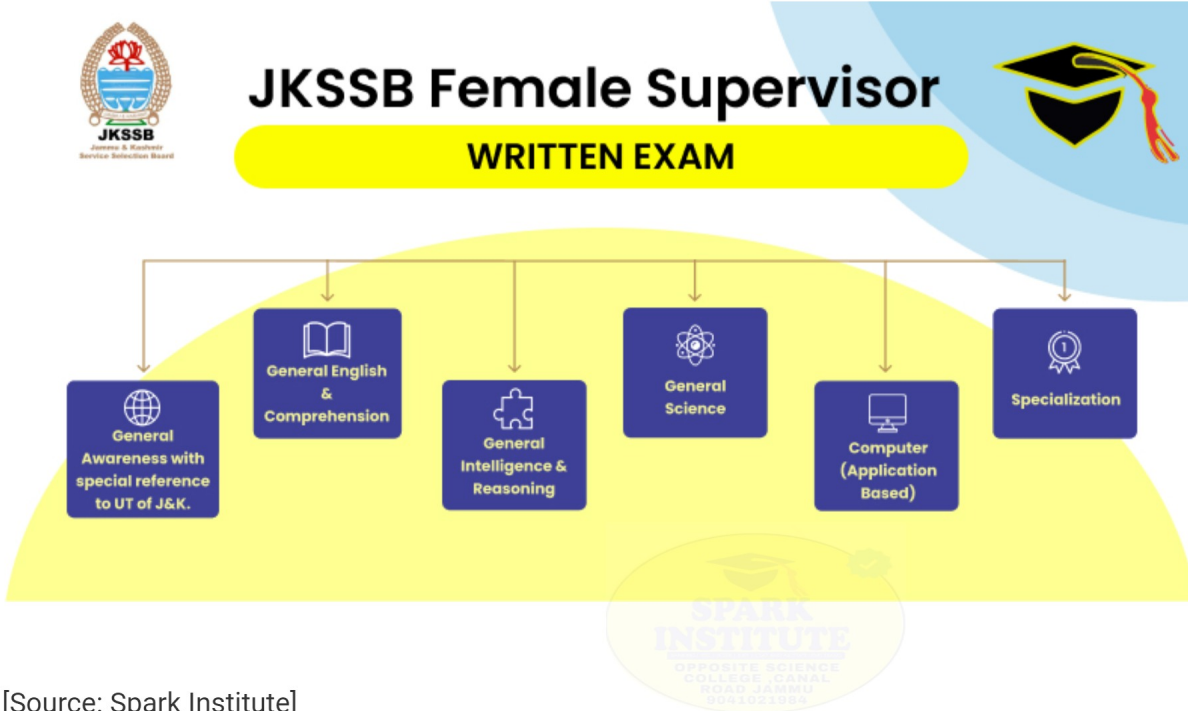 JKSSB
Jammu & Kashmir
Service Selection Board
JKSSB Female Supervisor
WRITTEN EXAM
General
Awareness with
special reference
to UT of J&K.
General English
&
Comprehension
General
Intelligence &
Reasoning
General
Science
Computer
(Application
Based)
1
Specialization
SPARK
INSTITUTE
OPPOSITE SCIENCE
COLLEGE ,CANAL
ROAD JAMMU
9041021984
[Source: Spark Institute]